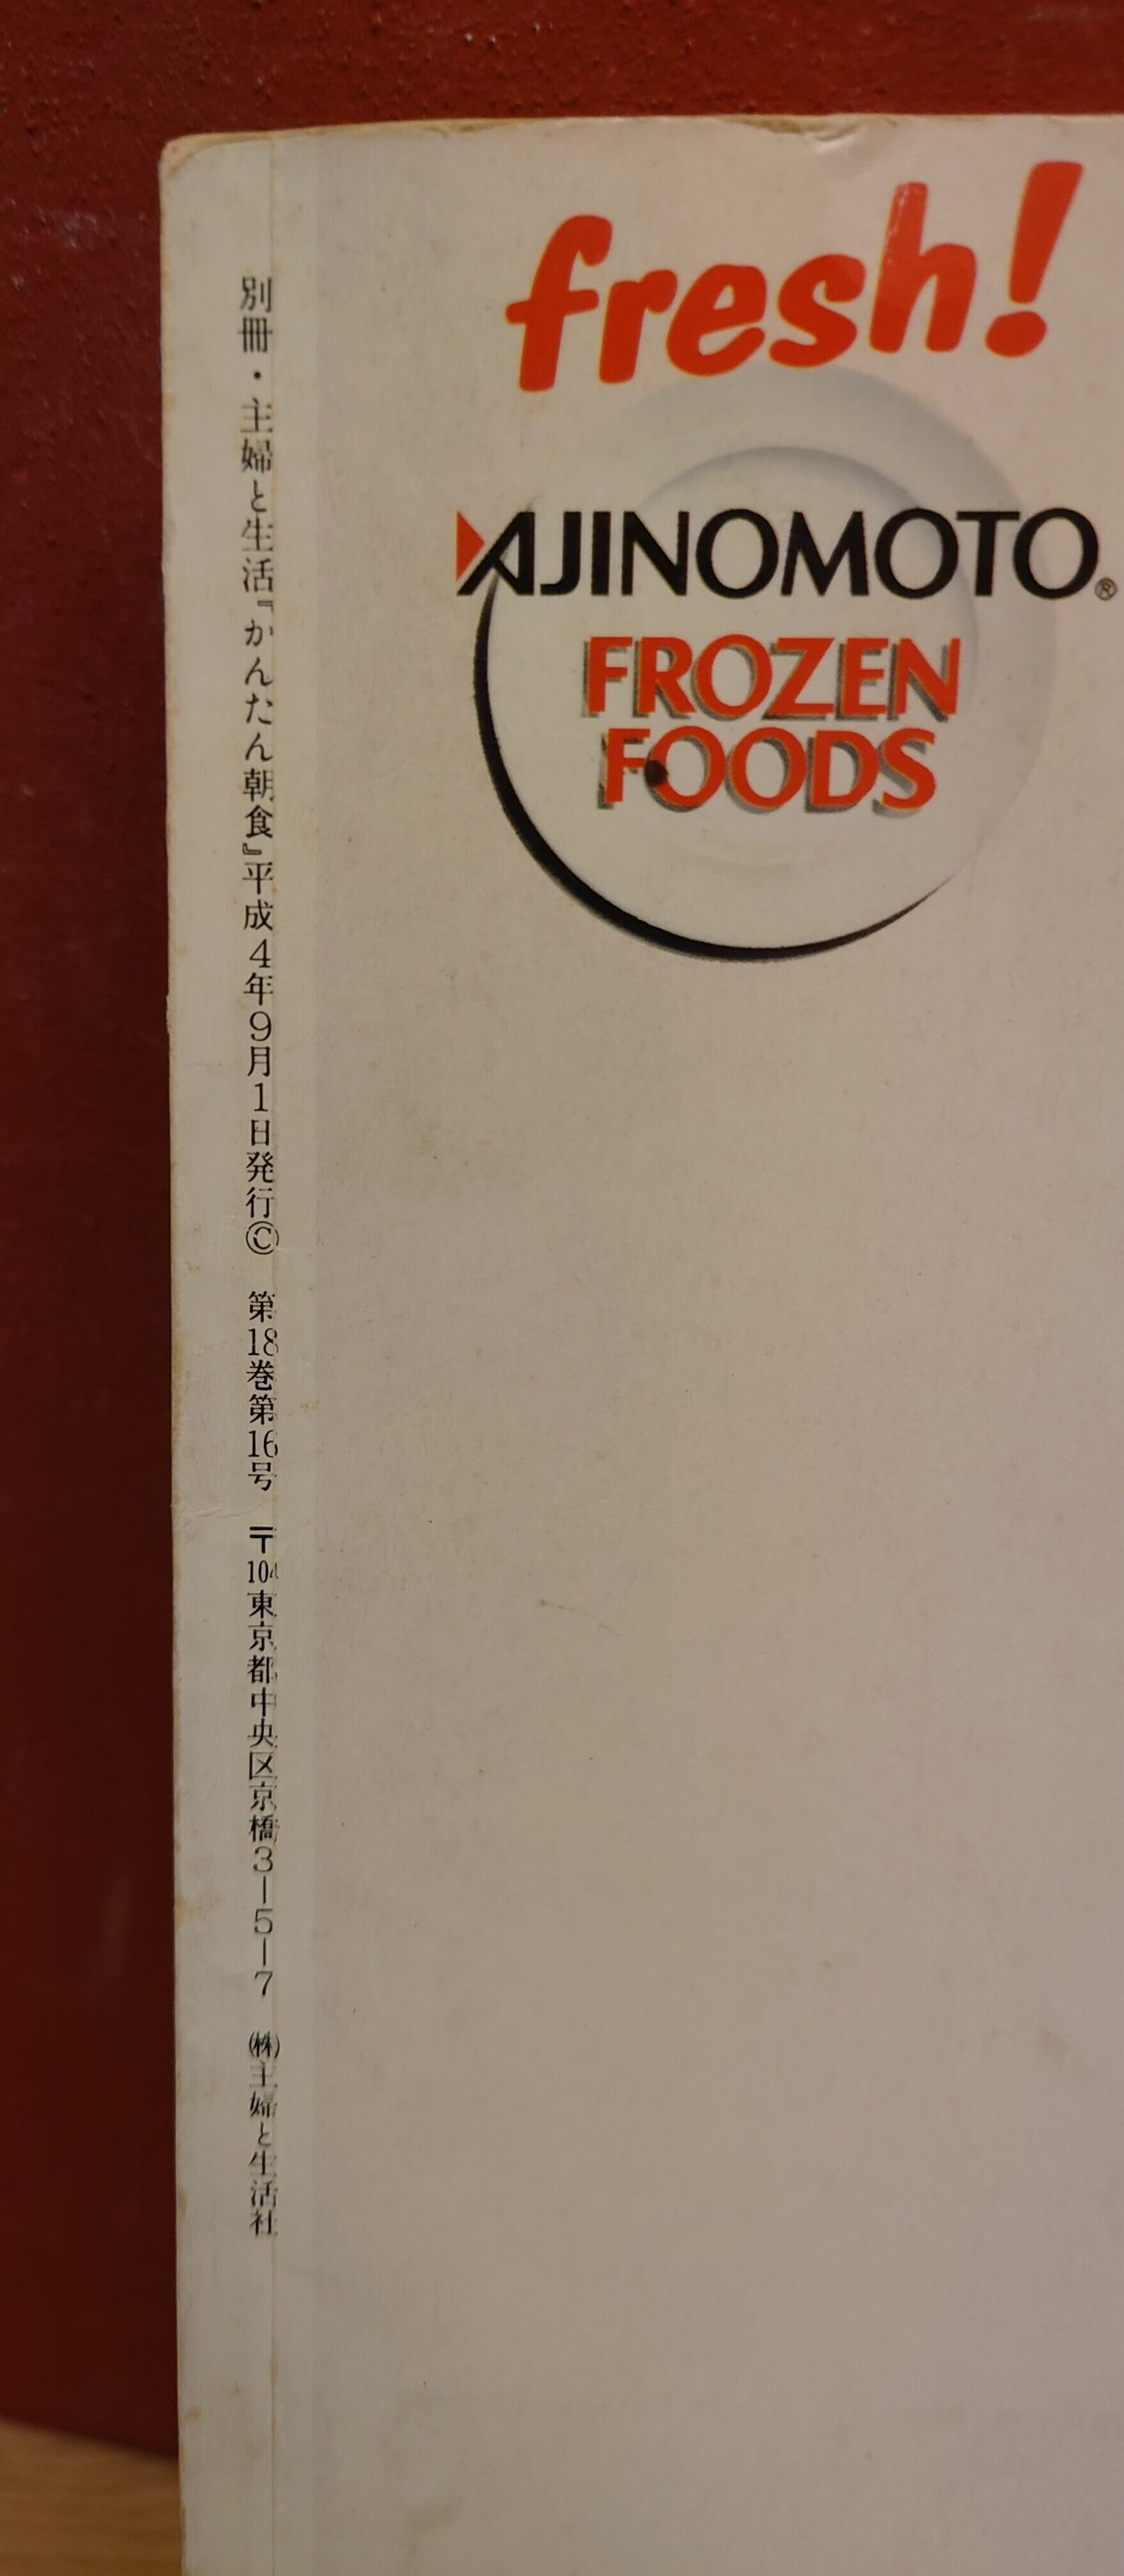 fresh!
AJINOMOTO®
FROZEN
FOODS
別冊・主婦と生活『かんたん朝食』平成4年9月1日発行© 第18巻第16号 〒104東京都中央区京橋3-5-7 ㈱主婦と生活社